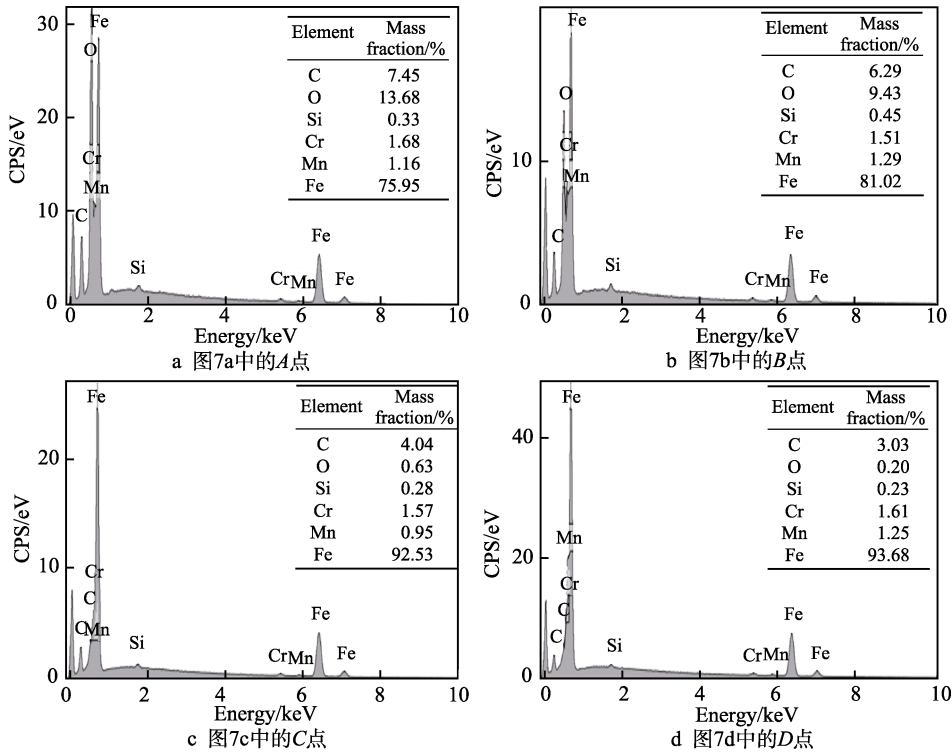 30
20
10
0
CPS/eV
Fe
O
Cr
Mn
C
Si
Cr Mn
Fe
Fe
Element Mass fraction/%
C 7.45
O 13.68
Si 0.33
Cr 1.68
Mn 1.16
Fe 75.95
0 2 4 6 8 10
Energy/keV
a 图7a中的A点
10
0
CPS/eV
Fe
O
Cr
Mn
C
Si
Cr Mn
Fe
Fe
Element Mass fraction/%
C 6.29
O 9.43
Si 0.45
Cr 1.51
Mn 1.29
Fe 81.02
0 2 4 6 8 10
Energy/keV
b 图7b中的B点
20
10
0
CPS/eV
Fe
Cr
C
C
Mn
Si
Cr Mn
Fe
Fe
Element Mass fraction/%
C 4.04
O 0.63
Si 0.28
Cr 1.57
Mn 0.95
Fe 92.53
0 2 4 6 8 10
Energy/keV
c 图7c中的C点
40
20
0
CPS/eV
Fe
Mn
Cr
C
C
Si
Cr Mn
Fe
Fe
Element Mass fraction/%
C 3.03
O 0.20
Si 0.23
Cr 1.61
Mn 1.25
Fe 93.68
0 2 4 6 8 10
Energy/keV
d 图7d中的D点